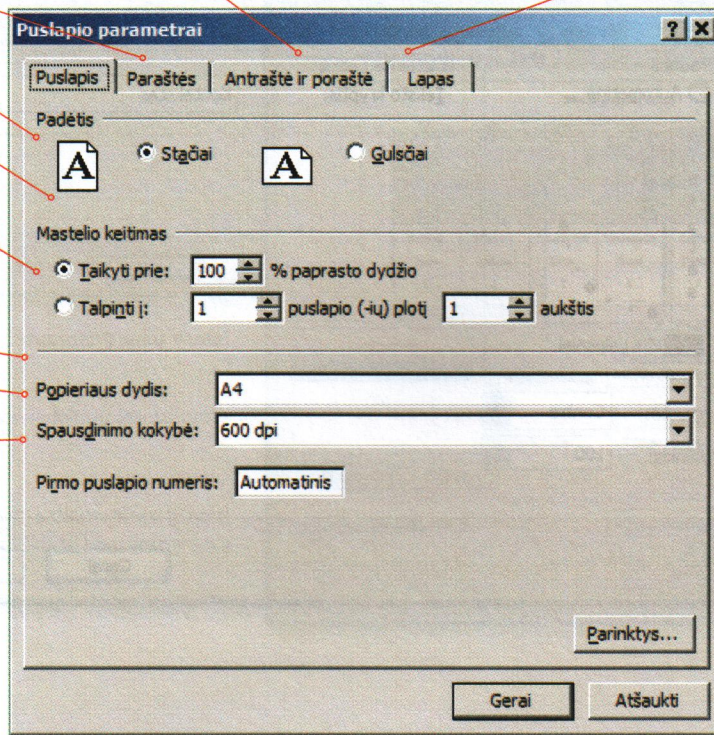 Puslapio parametrai
Puslapis Paraštės Antraštė ir poraštė Lapas
Padėtis
A Stačiai A Gulsčiai
Mastelio keitimas
Taikyti prie: 100 % paprasto dydžio
Talpinti į: 1 puslapio (-ių) plotį 1 aukštis
Popieriaus dydis: A4
Spausdinimo kokybė: 600 dpi
Pirmo puslapio numeris: Automatinis
Parinktys...
Gerai Atšaukti